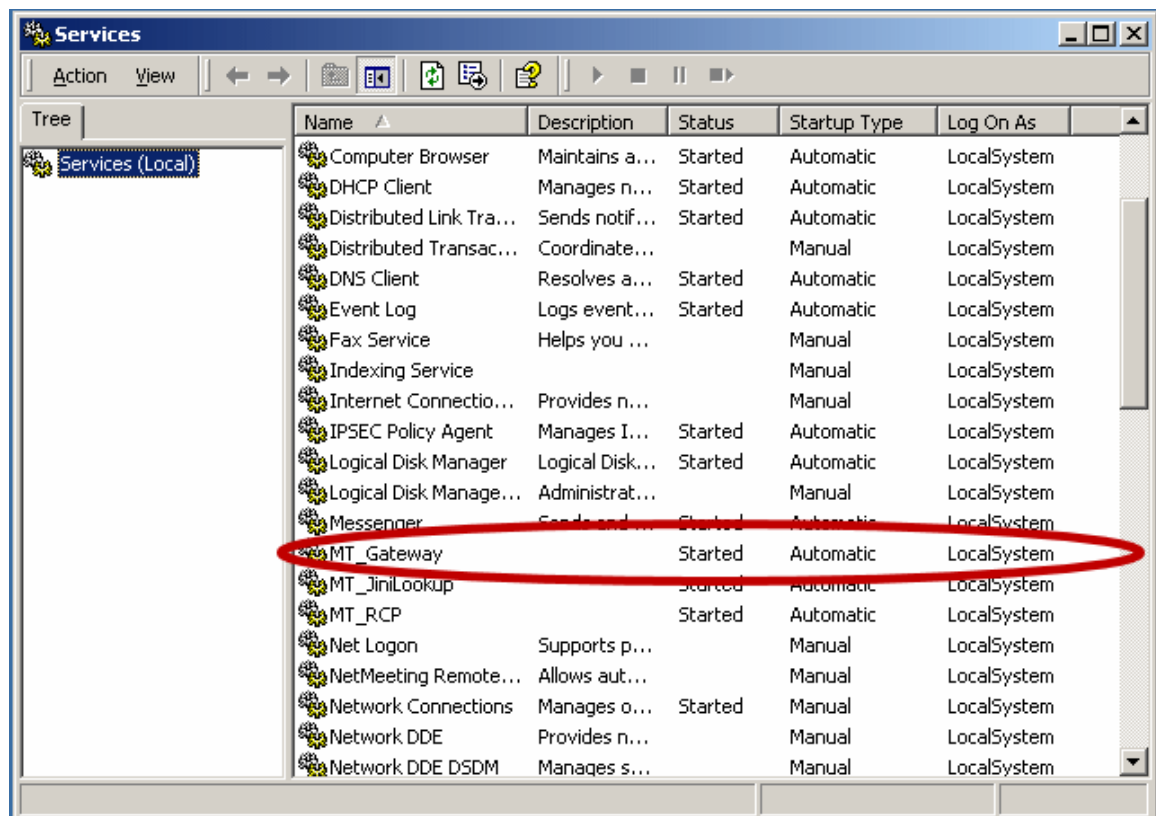 Services
Action View
Tree
Name Description Status Startup Type Log On As
Services (Local)
Computer Browser Maintains a... Started Automatic LocalSystem
DHCP Client Manages n... Started Automatic LocalSystem
Distributed Link Tra... Sends notif... Started Automatic LocalSystem
Distributed Transac... Coordinate... Manual LocalSystem
DNS Client Resolves a... Started Automatic LocalSystem
Event Log Logs event... Started Automatic LocalSystem
Fax Service Helps you ... Manual LocalSystem
Indexing Service Manual LocalSystem
Internet Connectio... Provides n... Manual LocalSystem
IPSEC Policy Agent Manages I... Started Automatic LocalSystem
Logical Disk Manager Logical Disk... Started Automatic LocalSystem
Logical Disk Manage... Administrat... Manual LocalSystem
Messenger Sends and ... Started Automatic LocalSystem
MT_Gateway Started Automatic LocalSystem
MT_JiniLookup Started Automatic LocalSystem
MT_RCP Started Automatic LocalSystem
Net Logon Supports p... Manual LocalSystem
NetMeeting Remote... Allows aut... Manual LocalSystem
Network Connections Manages o... Started Manual LocalSystem
Network DDE Provides n... Manual LocalSystem
Network DDE DSDM Manages s... Manual LocalSystem